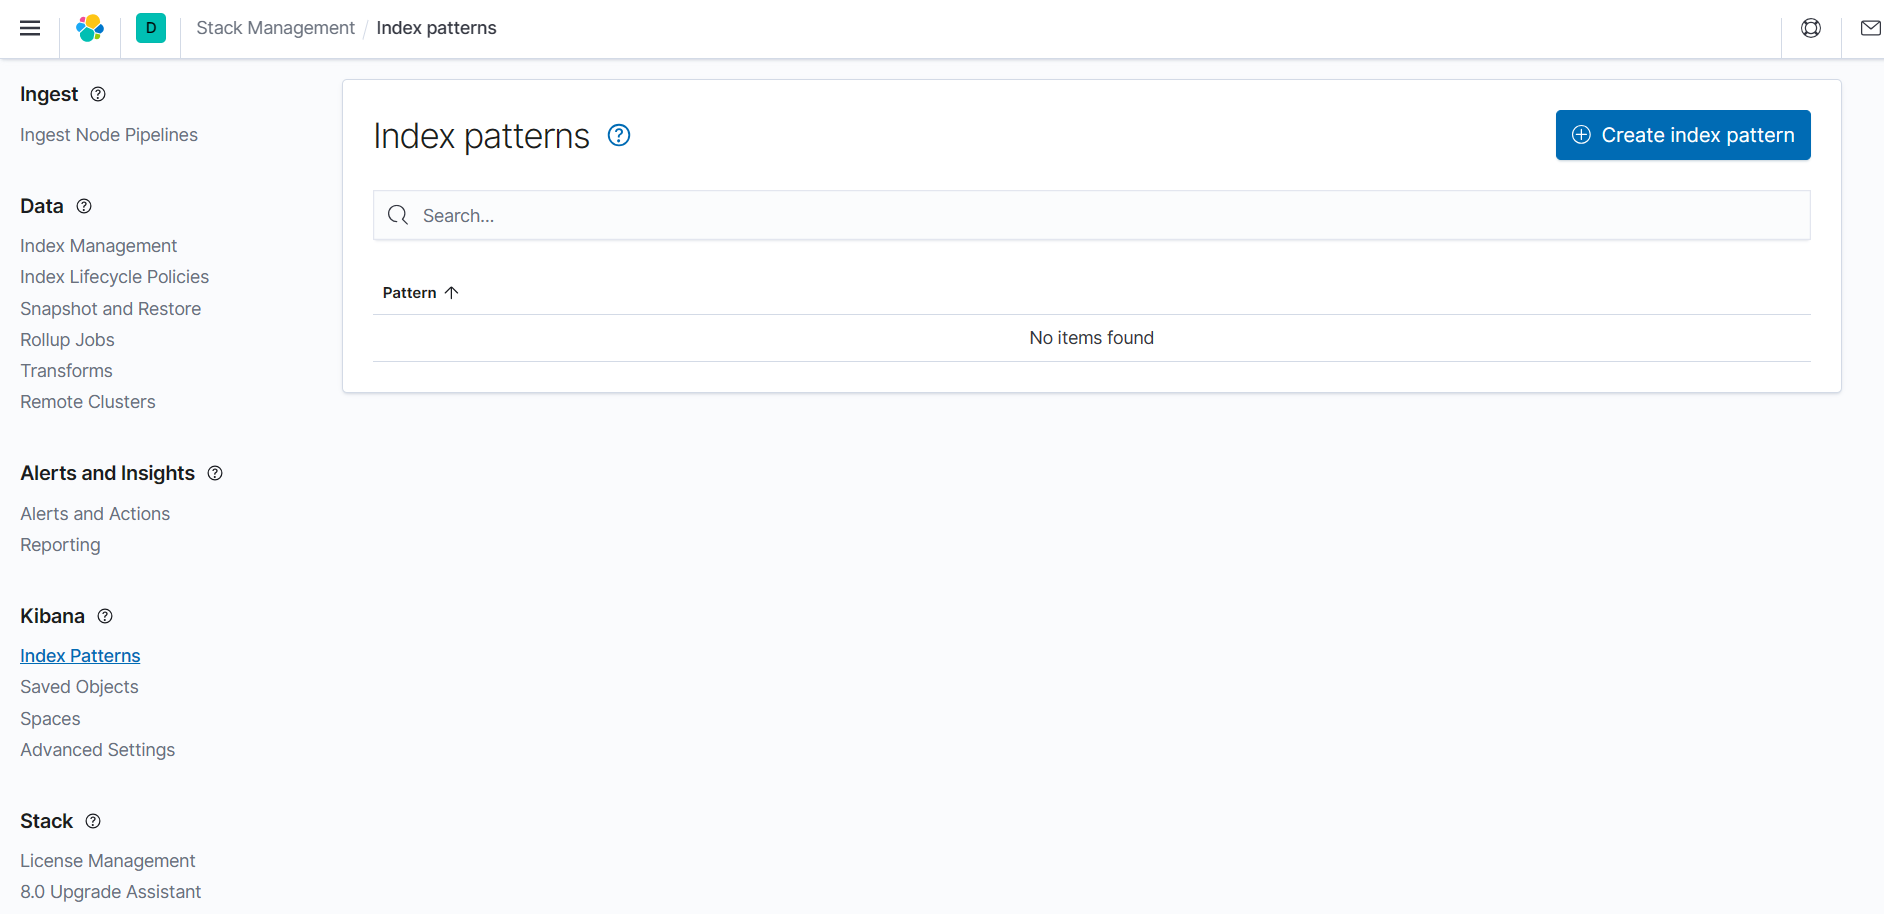 D Stack Management / Index patterns
Ingest
Ingest Node Pipelines
Data
Index Management
Index Lifecycle Policies
Snapshot and Restore
Rollup Jobs
Transforms
Remote Clusters
Alerts and Insights
Alerts and Actions
Reporting
Kibana
Index Patterns
Saved Objects
Spaces
Advanced Settings
Stack
License Management
8.0 Upgrade Assistant
Index patterns
Create index pattern
Search...
Pattern
No items found